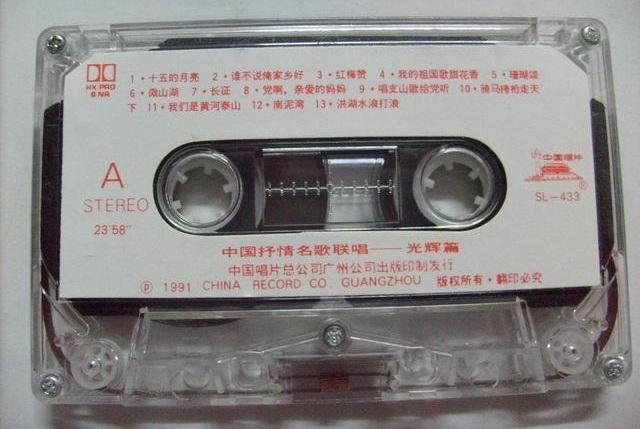 HX PRO
B NR
1·十五的月亮 2·谁不说俺家乡好 3·红梅赞 4·我的祖国歌甜花香 5·珊瑚颂
6·微山湖 7·长征 8·党啊,亲爱的妈妈 9·唱支山歌给党听 10·骑马挎枪走天
下 11·我们是黄河泰山 12·南泥湾 13·洪湖水浪打浪
A
STEREO
23'58"
中国唱片
®
SL-433
中国抒情名歌联唱——光辉篇
中国唱片总公司广州公司出版印制发行
℗ 1991 CHINA RECORD CO. GUANGZHOU 版权所有·翻印必究